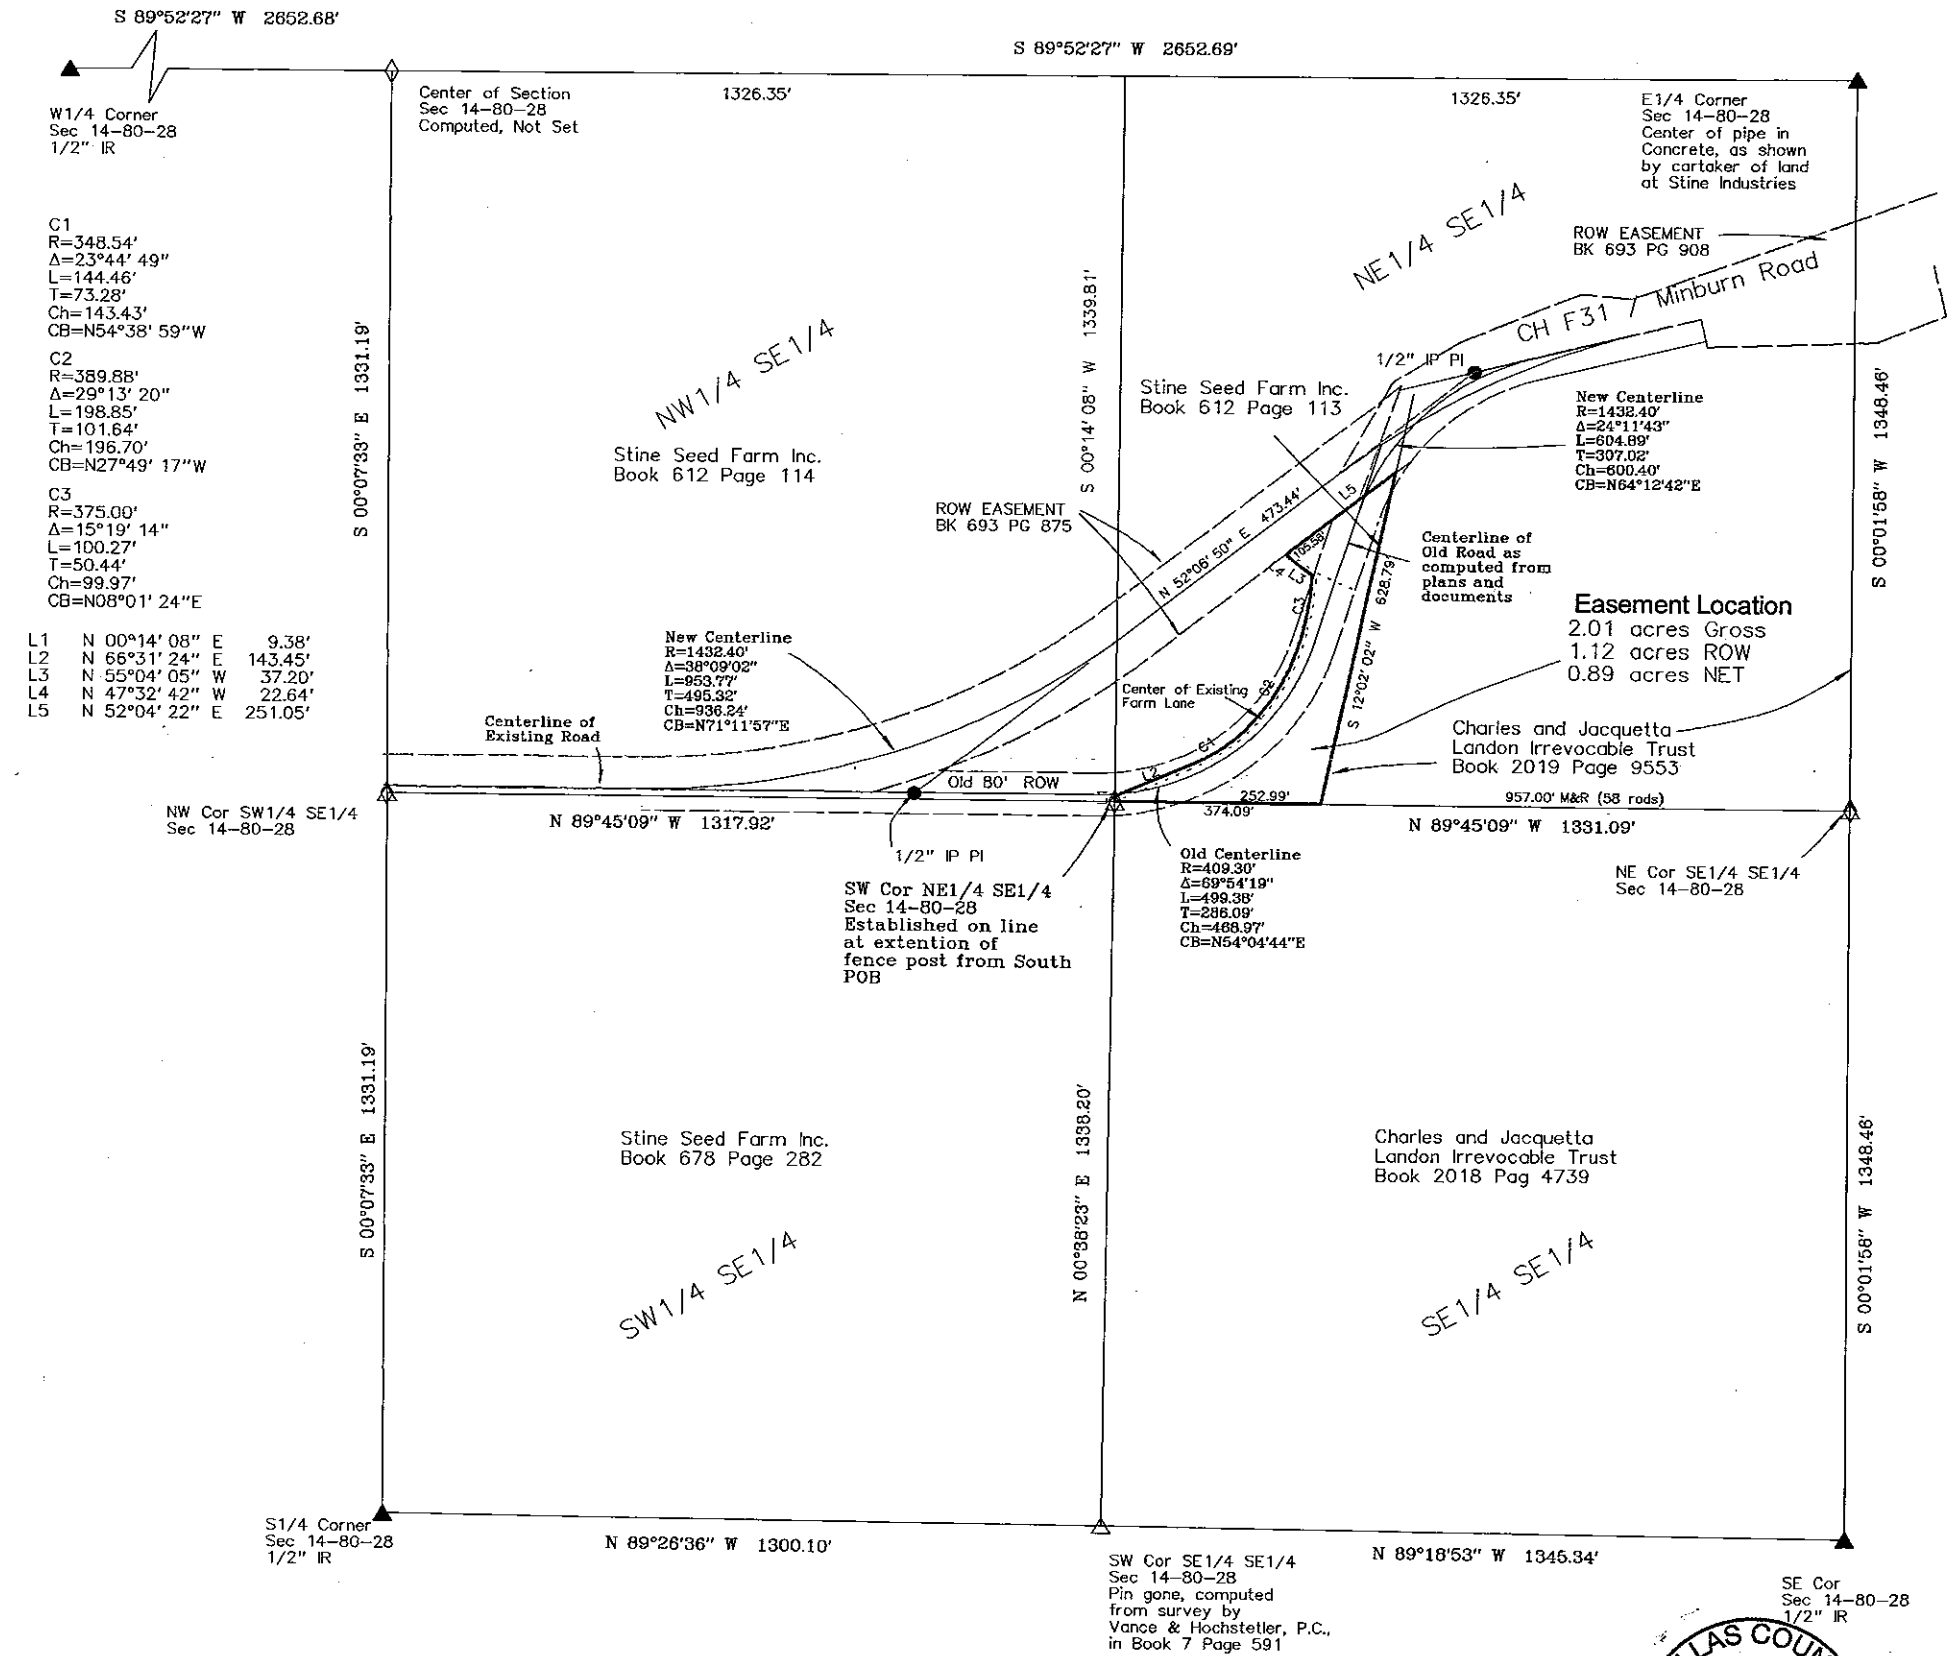 S 89°52'27" W 2652.68'
S 89°52'27" W 2652.69'
W1/4 Corner
Sec 14-80-28
1/2" IR
Center of Section
Sec 14-80-28
Computed, Not Set
1326.35'
1326.35'
E1/4 Corner
Sec 14-80-28
Center of pipe in
Concrete, as shown
by cartaker of land
at Stine Industries
C1
R=348.54'
Δ=23°44' 49"
L=144.46'
T=73.28'
Ch=143.43'
CB=N54°38' 59"W
C2
R=389.88'
Δ=29°13' 20"
L=198.85'
T=101.64'
Ch=196.70'
CB=N27°49' 17"W
C3
R=375.00'
Δ=15°19' 14"
L=100.27'
T=50.44'
Ch=99.97'
CB=N08°01' 24"E
L1 N 00°14' 08" E 9.38'
L2 N 66°31' 24" E 143.45'
L3 N 55°04' 05" W 37.20'
L4 N 47°32' 42" W 22.64'
L5 N 52°04' 22" E 251.05'
S 00°07'33" E 1331.19'
NW1/4 SE1/4
Stine Seed Farm Inc.
Book 612 Page 114
S 00°14' 08" W 1339.81'
NE1/4 SE1/4
ROW EASEMENT
BK 693 PG 908
CH F31 / Minburn Road
1/2" IP PI
Stine Seed Farm Inc.
Book 612 Page 113
New Centerline
R=1432.40'
Δ=24°11'43"
L=604.89'
T=307.02'
Ch=600.40'
CB=N64°12'42"E
S 00°01'58" W 1348.46'
ROW EASEMENT
BK 693 PG 875
N 52°06' 50" E 473.44'
L5
105.58'
L4
L3
C3
C2
C1
L2
Centerline of
Old Road as
computed from
plans and
documents
S 12°02' 02" W 628.79'
Easement Location
2.01 acres Gross
1.12 acres ROW
0.89 acres NET
New Centerline
R=1432.40'
Δ=38°09'02"
L=953.77'
T=495.32'
Ch=936.24'
CB=N71°11'57"E
Center of Existing
Farm Lane
Centerline of
Existing Road
Charles and Jacquetta
Landon Irrevocable Trust
Book 2019 Page 9553
Old 80' ROW
252.99'
374.09'
957.00' M&R (58 rods)
NW Cor SW1/4 SE1/4
Sec 14-80-28
N 89°45'09" W 1317.92'
N 89°45'09" W 1331.09'
1/2" IP PI
SW Cor NE1/4 SE1/4
Sec 14-80-28
Established on line
at extention of
fence post from South
POB
Old Centerline
R=409.30'
Δ=69°54'19"
L=499.38'
T=286.09'
Ch=468.97'
CB=N54°04'44"E
NE Cor SE1/4 SE1/4
Sec 14-80-28
S 00°07'33" E 1331.19'
Stine Seed Farm Inc.
Book 678 Page 282
SW1/4 SE1/4
N 00°38'23" E 1338.20'
Charles and Jacquetta
Landon Irrevocable Trust
Book 2018 Pag 4739
SE1/4 SE1/4
S 00°01'58" W 1348.46'
S1/4 Corner
Sec 14-80-28
1/2" IR
N 89°26'36" W 1300.10'
SW Cor SE1/4 SE1/4
Sec 14-80-28
Pin gone, computed
from survey by
Vance & Hochstetler, P.C.,
in Book 7 Page 591
N 89°18'53" W 1345.34'
SE Cor
Sec 14-80-28
1/2" IR
LAS COUN